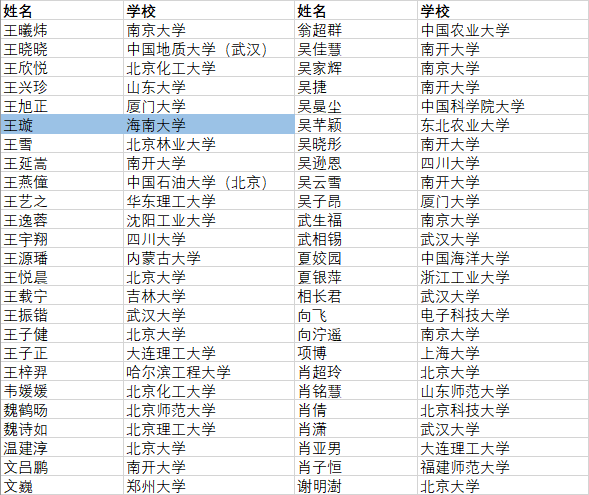 姓名 学校 姓名 学校
王曦炜 南京大学 翁超群 中国农业大学
王晓晓 中国地质大学（武汉） 吴佳慧 南开大学
王欣悦 北京化工大学 吴家辉 南京大学
王兴珍 山东大学 吴捷 南开大学
王旭正 厦门大学 吴曼尘 中国科学院大学
王璇 海南大学 吴芊颖 东北农业大学
王雪 北京林业大学 吴晓彤 南开大学
王延嵩 南开大学 吴逊恩 四川大学
王燕僮 中国石油大学（北京） 吴云雪 南开大学
王艺之 华东理工大学 吴子昂 厦门大学
王逸蓉 沈阳工业大学 武生福 南京大学
王宇翔 四川大学 武相锡 武汉大学
王源璠 内蒙古大学 夏姣园 中国海洋大学
王悦晨 北京大学 夏银萍 浙江工业大学
王载宁 吉林大学 相长君 武汉大学
王振锴 武汉大学 向飞 电子科技大学
王子健 北京大学 向泞遥 南京大学
王子正 大连理工大学 项博 上海大学
王梓羿 哈尔滨工程大学 肖超玲 北京大学
韦媛媛 北京化工大学 肖铭慧 山东师范大学
魏鹤旸 北京师范大学 肖倩 北京科技大学
魏诗如 北京理工大学 肖潇 武汉大学
温建淳 北京大学 肖亚男 大连理工大学
文吕鹏 南开大学 肖子恒 福建师范大学
文巍 郑州大学 谢明澍 北京大学